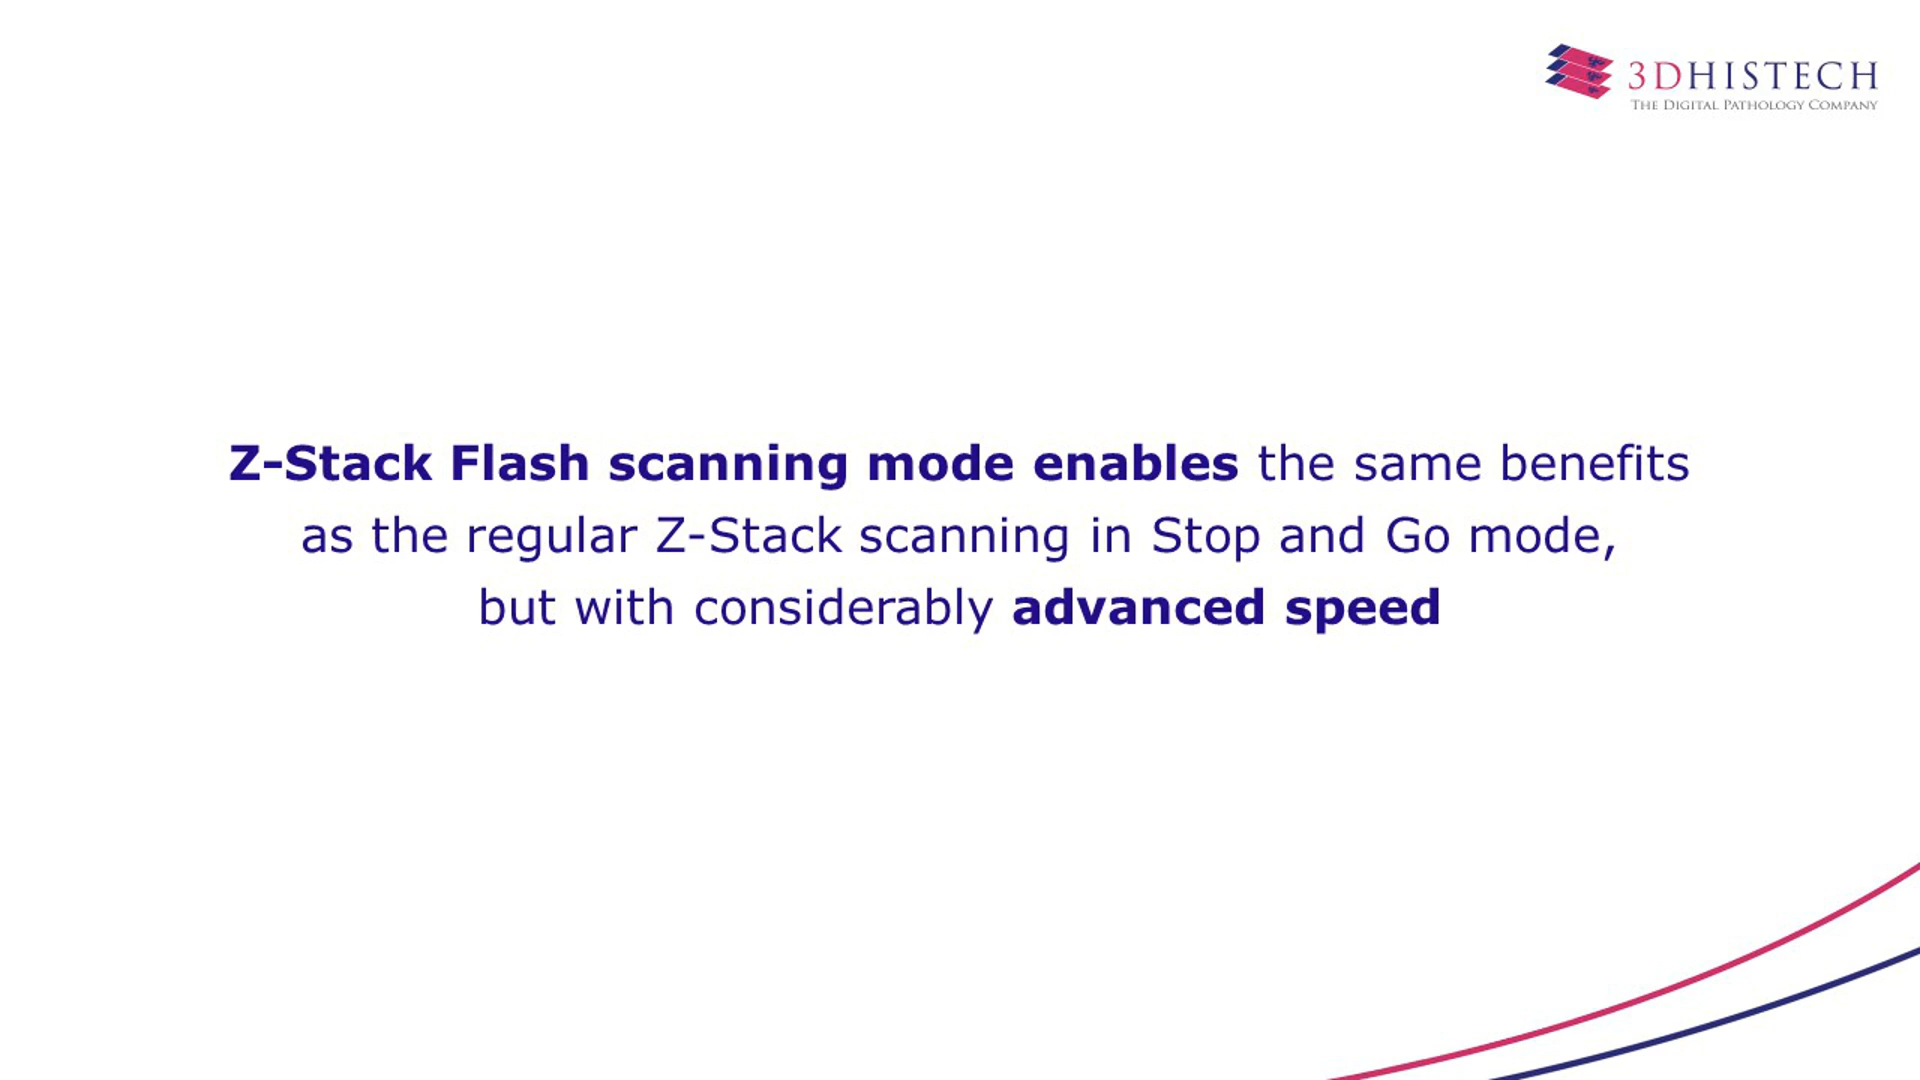 3DHISTECH
THE DIGITAL PATHOLOGY COMPANY
Z-Stack Flash scanning mode enables the same benefits
as the regular Z-Stack scanning in Stop and Go mode,
but with considerably advanced speed